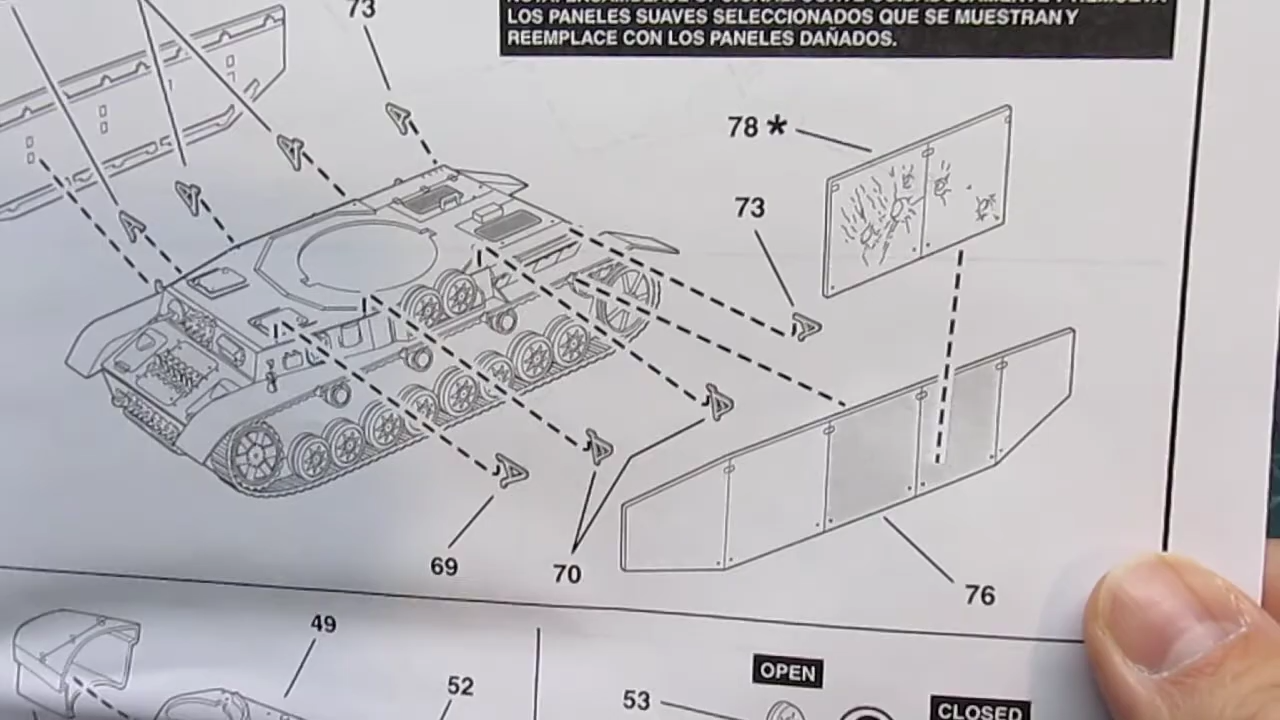 73
LOS PANELES SUAVES SELECCIONADOS QUE SE MUESTRAN Y
REEMPLACE CON LOS PANELES DAÑADOS.
78*
73
69
70
76
49
52
53
OPEN
CLOSED